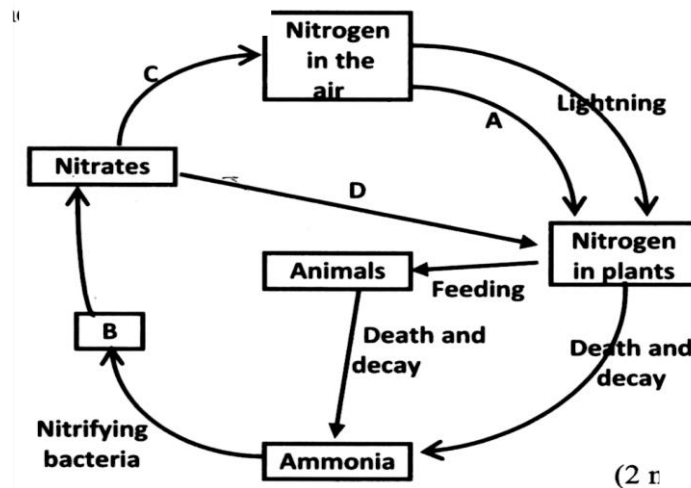 Nitrogen
in the
air
C
A
Lightning
Nitrates
D
Nitrogen
in plants
Animals
Feeding
B
Death and
decay
Death and
decay
Nitrifying
bacteria
Ammonia
(2